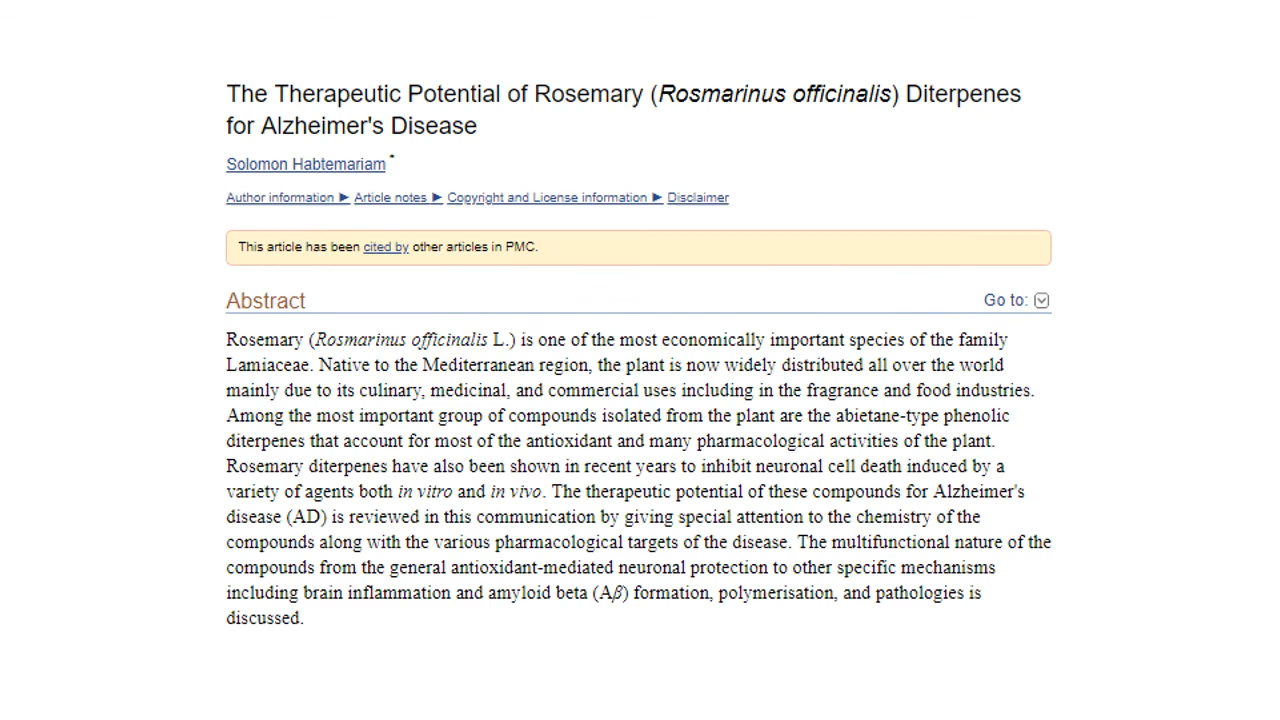 The Therapeutic Potential of Rosemary (Rosmarinus officinalis) Diterpenes
for Alzheimer's Disease
Solomon Habtemariam *
Author information ► Article notes ► Copyright and License information ► Disclaimer
This article has been cited by other articles in PMC.
Abstract Go to:
Rosemary (Rosmarinus officinalis L.) is one of the most economically important species of the family
Lamiaceae. Native to the Mediterranean region, the plant is now widely distributed all over the world
mainly due to its culinary, medicinal, and commercial uses including in the fragrance and food industries.
Among the most important group of compounds isolated from the plant are the abietane-type phenolic
diterpenes that account for most of the antioxidant and many pharmacological activities of the plant.
Rosemary diterpenes have also been shown in recent years to inhibit neuronal cell death induced by a
variety of agents both in vitro and in vivo. The therapeutic potential of these compounds for Alzheimer's
disease (AD) is reviewed in this communication by giving special attention to the chemistry of the
compounds along with the various pharmacological targets of the disease. The multifunctional nature of the
compounds from the general antioxidant-mediated neuronal protection to other specific mechanisms
including brain inflammation and amyloid beta (Aβ) formation, polymerisation, and pathologies is
discussed.